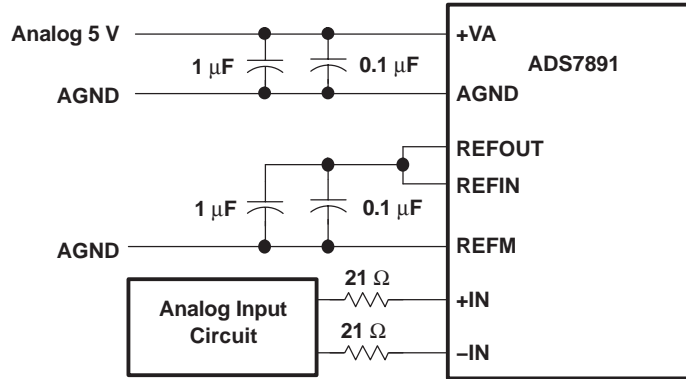 Analog 5 V
+VA
1 μF
0.1 μF
ADS7891
AGND
AGND
REFOUT
REFIN
1 μF
0.1 μF
AGND
REFM
21 Ω
+IN
Analog Input
Circuit
21 Ω
−IN